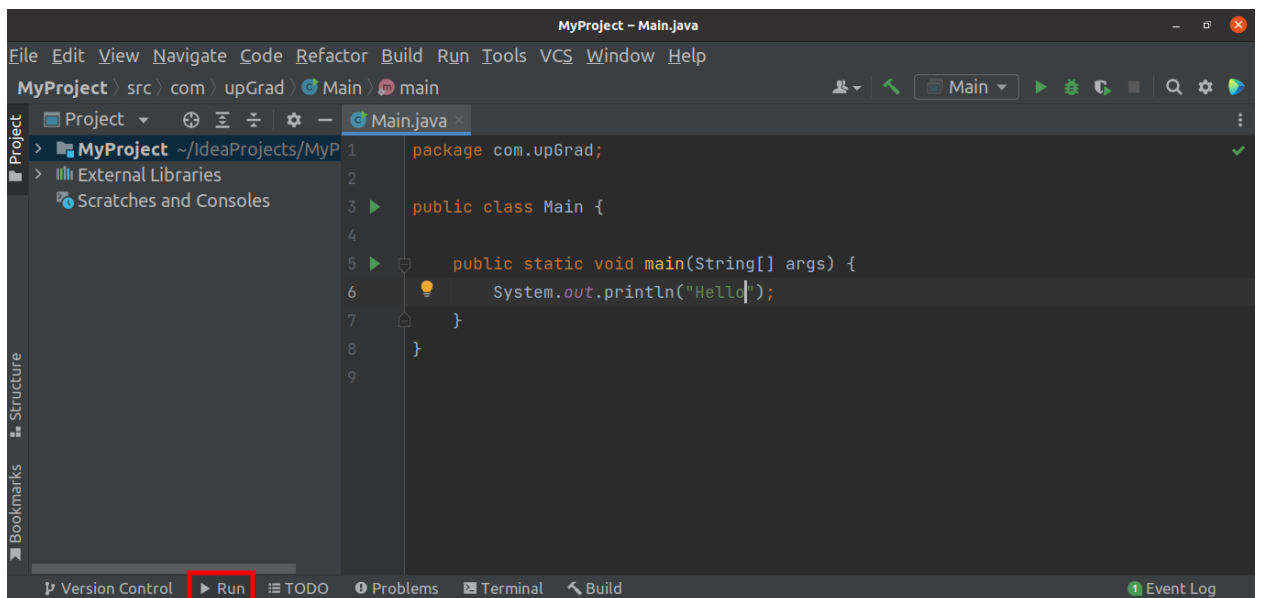 MyProject – Main.java
File Edit View Navigate Code Refactor Build Run Tools VCS Window Help
MyProject src com upGrad Main main
Main
Project
Main.java
Project
MyProject ~/IdeaProjects/MyP
External Libraries
Scratches and Consoles
1 package com.upGrad;
2
3 public class Main {
4
5 public static void main(String[] args) {
6 System.out.println("Hello");
7 }
8 }
9
Structure
Bookmarks
Version Control Run TODO Problems Terminal Build 1 Event Log